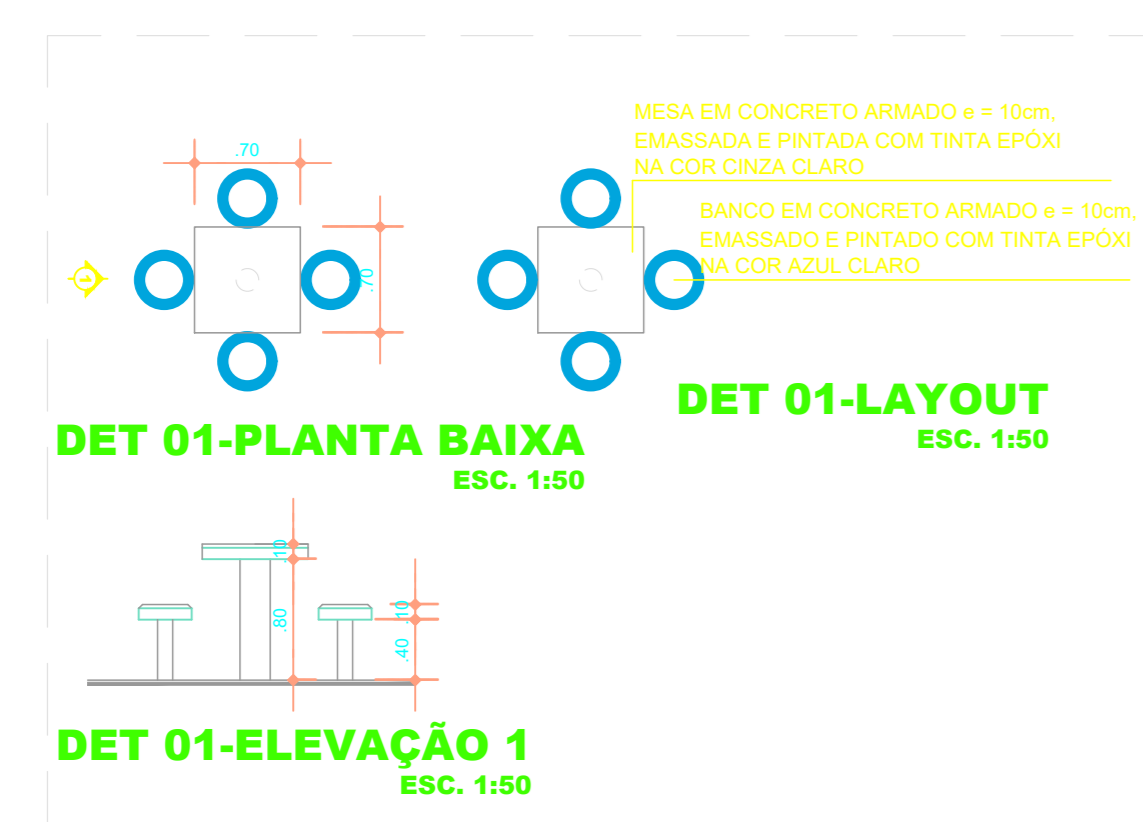 .70
.70
1
MESA EM CONCRETO ARMADO e = 10cm,
EMASSADA E PINTADA COM TINTA EPÓXI
NA COR CINZA CLARO
BANCO EM CONCRETO ARMADO e = 10cm,
EMASSADO E PINTADO COM TINTA EPÓXI
NA COR AZUL CLARO
DET 01-PLANTA BAIXA
ESC. 1:50
DET 01-LAYOUT
ESC. 1:50
.10
.80
.10
.40
DET 01-ELEVAÇÃO 1
ESC. 1:50